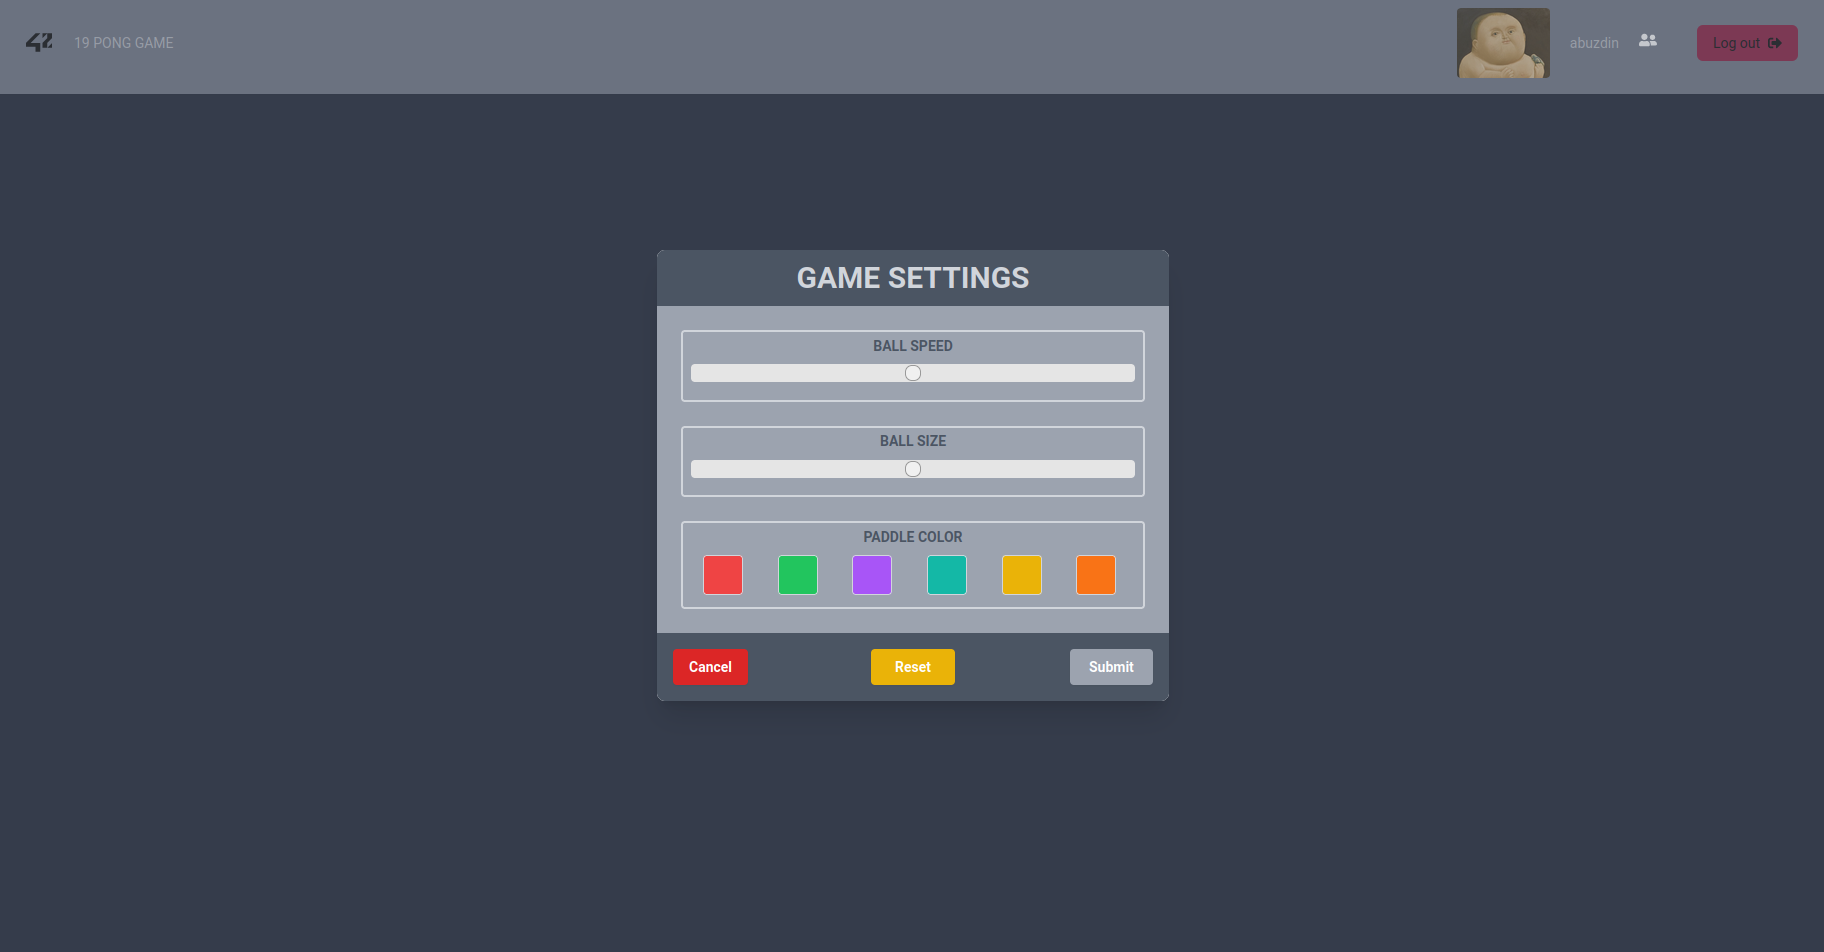 42
19 PONG GAME
abuzdin
Log out
GAME SETTINGS
BALL SPEED
BALL SIZE
PADDLE COLOR
Cancel
Reset
Submit